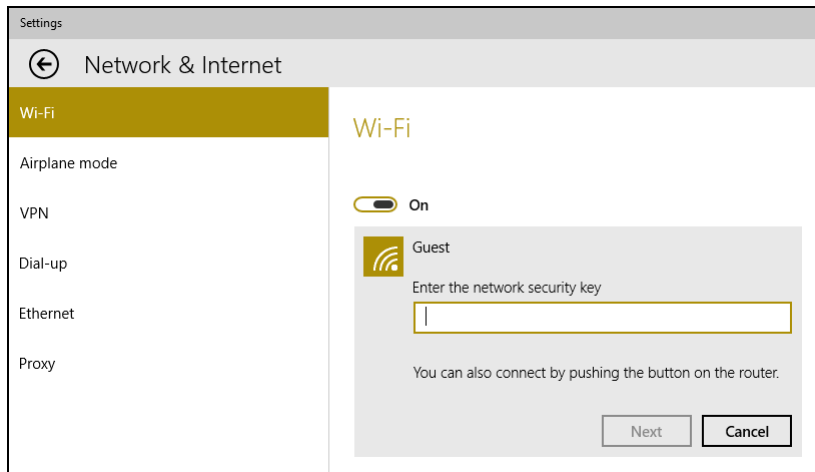 Settings
Network & Internet
Wi-Fi
Airplane mode
VPN
Dial-up
Ethernet
Proxy
Wi-Fi
On
Guest
Enter the network security key
You can also connect by pushing the button on the router.
Next
Cancel